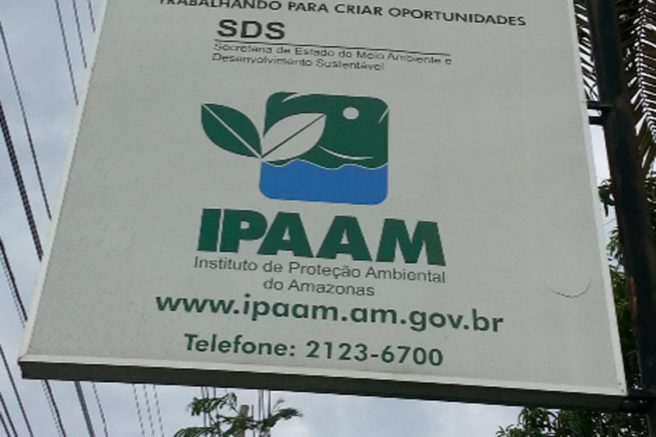 TRABALHANDO PARA CRIAR OPORTUNIDADES
SDS
Secretaria de Estado do Meio Ambiente e
Desenvolvimento Sustentável
IPAAM
Instituto de Proteção Ambiental
do Amazonas
www.ipaam.am.gov.br
Telefone: 2123-6700